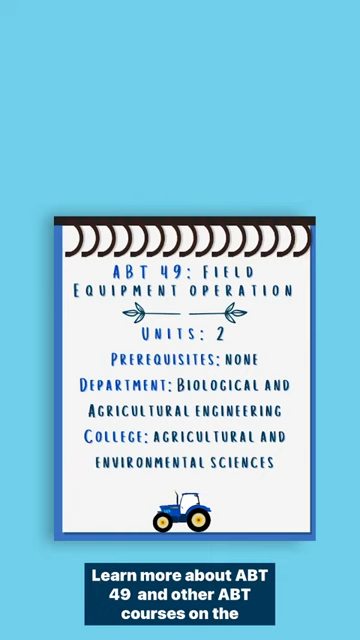 ABT 49: Field
Equipment operation
Units: 2
Prerequisites: none
Department: Biological and
Agricultural engineering
College: agricultural and
environmental sciences
Learn more about ABT
49 and other ABT
courses on the